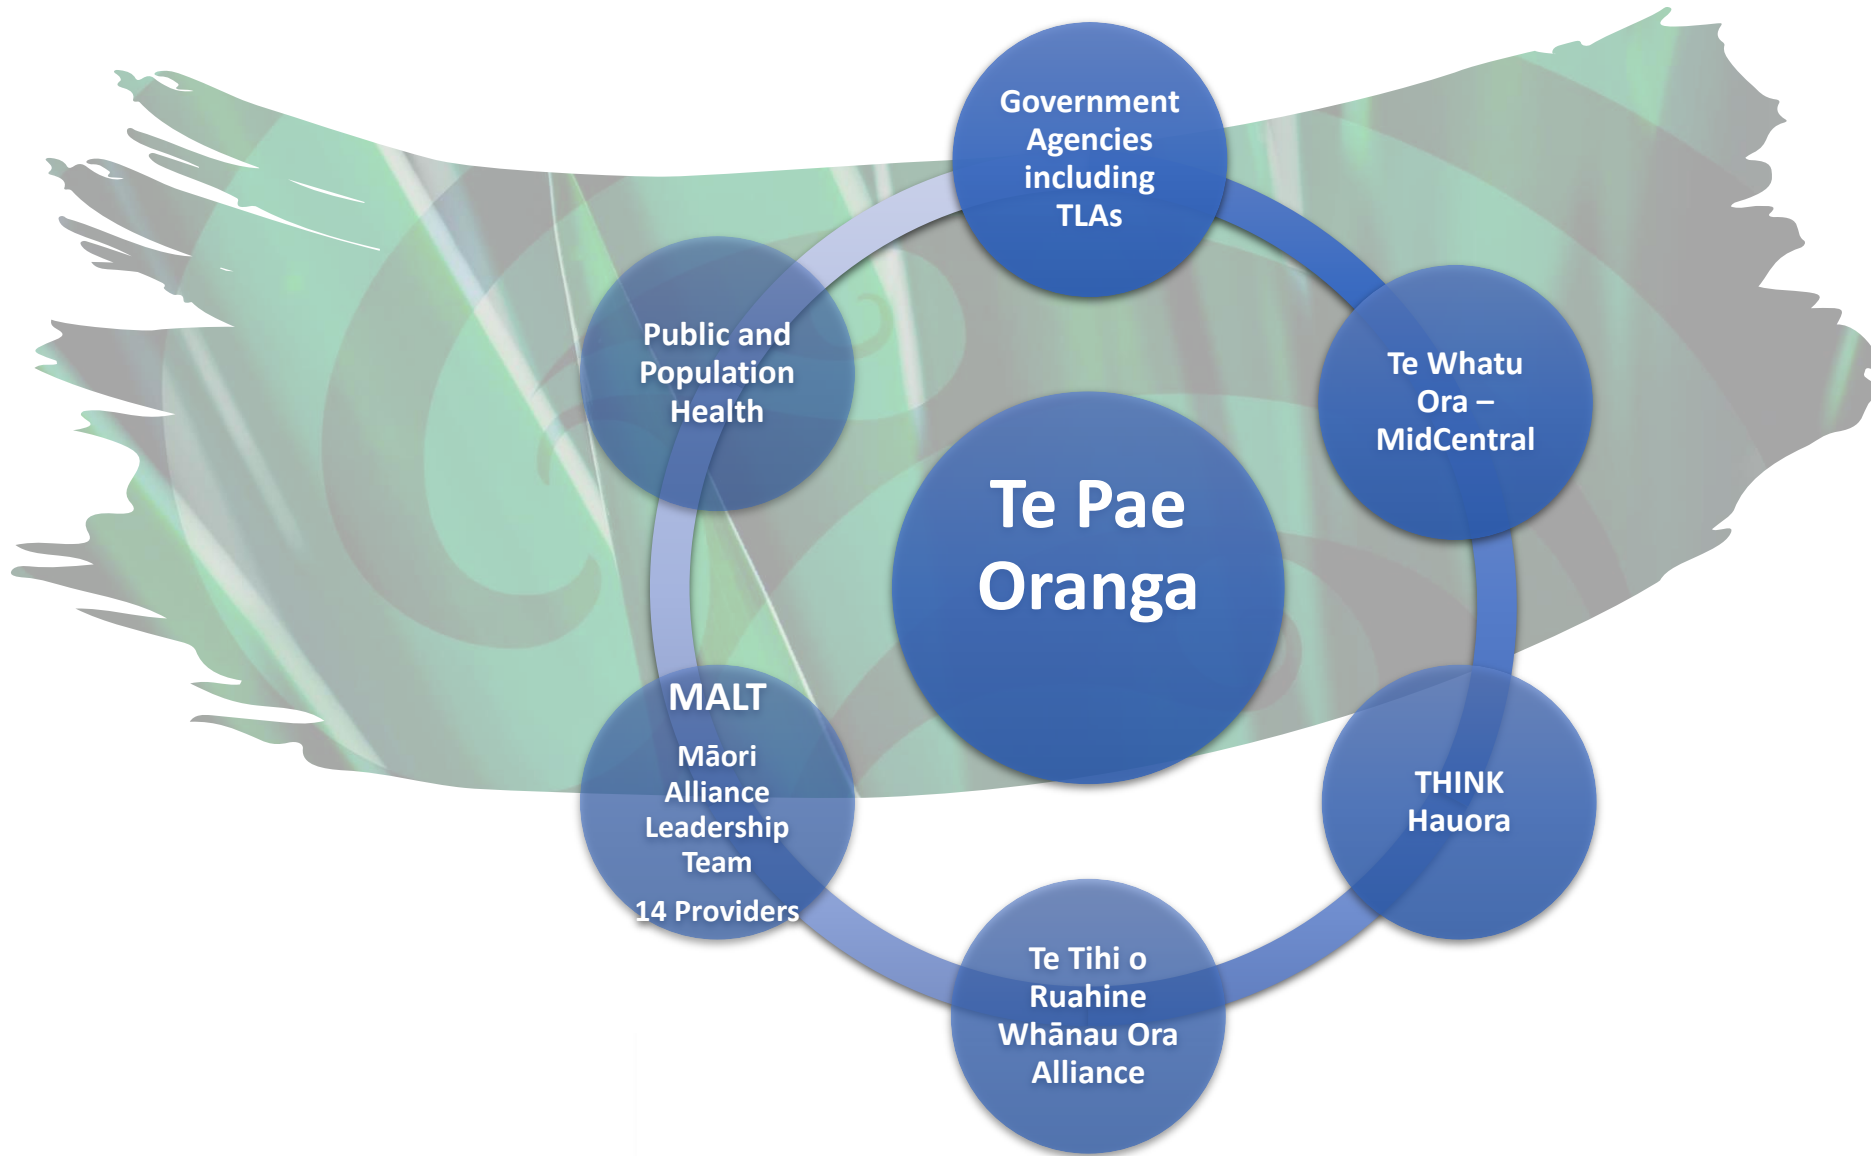 Government
Agencies
including
TLAs
Te Whatu
Ora –
MidCentral
THINK
Hauora
Te Tihi o
Ruahine
Whānau Ora
Alliance
MALT
Māori
Alliance
Leadership
Team
14 Providers
Public and
Population
Health
Te Pae
Oranga